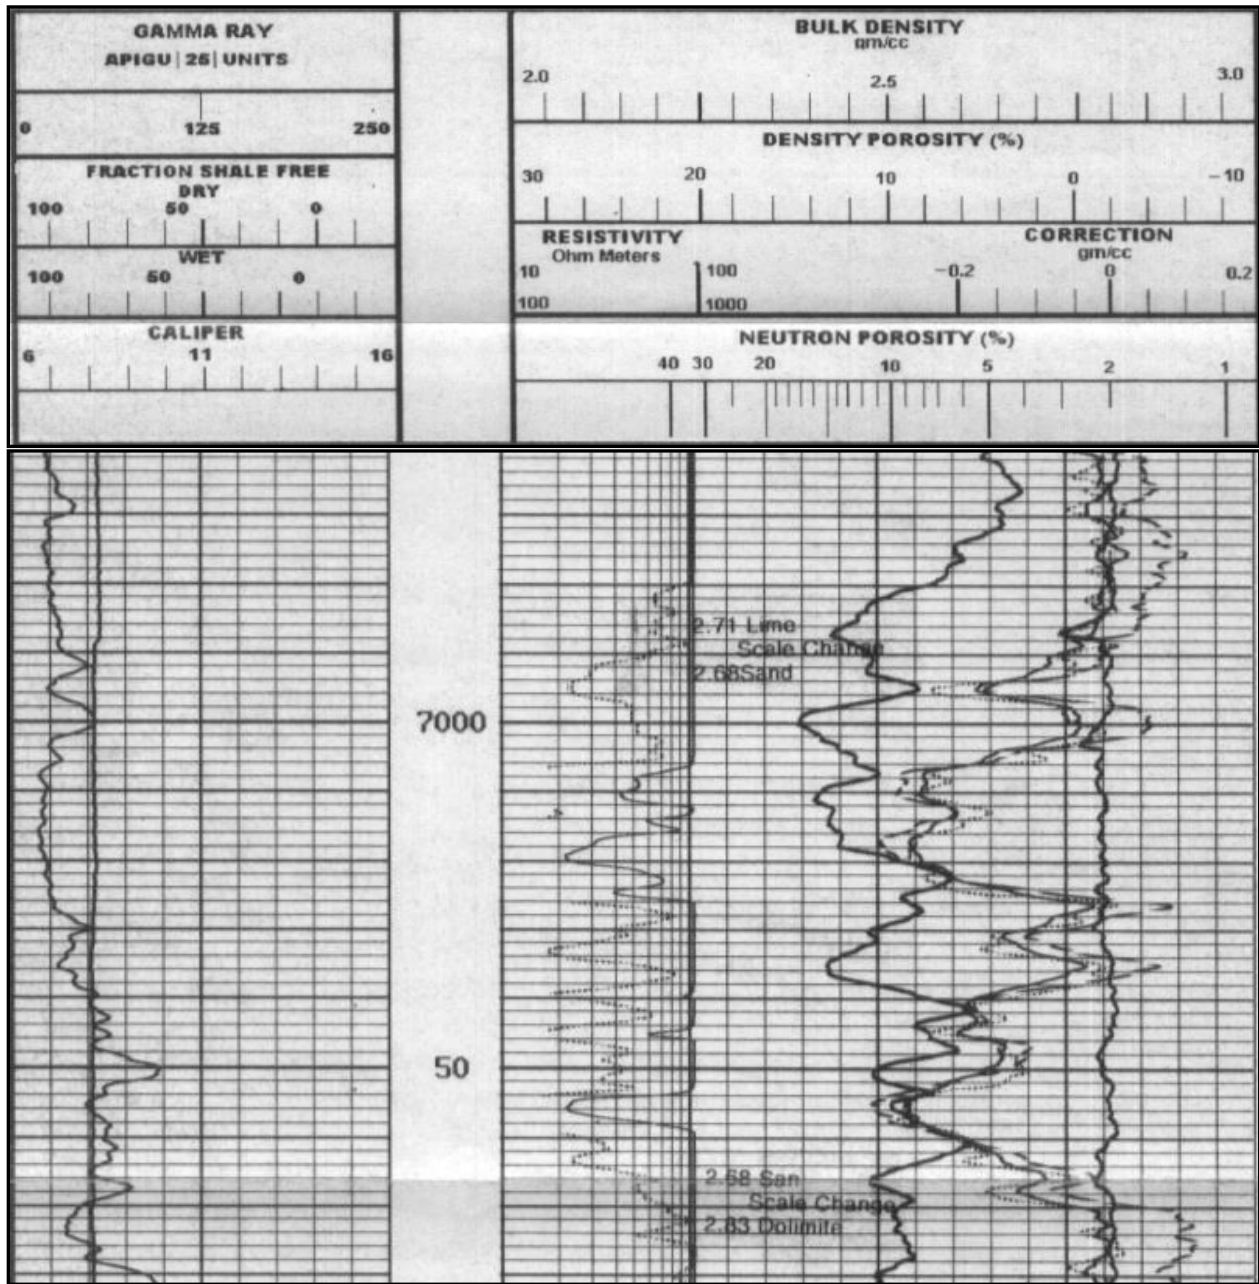 GAMMA RAY
APIGU | 25 | UNITS
0 125 250
FRACTION SHALE FREE
DRY
100 50 0
WET
100 50 0
CALIPER
6 11 16
BULK DENSITY
gm/cc
2.0 2.5 3.0
DENSITY POROSITY (%)
30 20 10 0 -10
RESISTIVITY CORRECTION
Ohm Meters gm/cc
10 100 -0.2 0 0.2
100 1000
NEUTRON POROSITY (%)
40 30 20 10 5 2 1
2.71 Lime
Scale Change
2.68Sand
7000
50
2.68 San
Scale Change
2.83 Dolimite